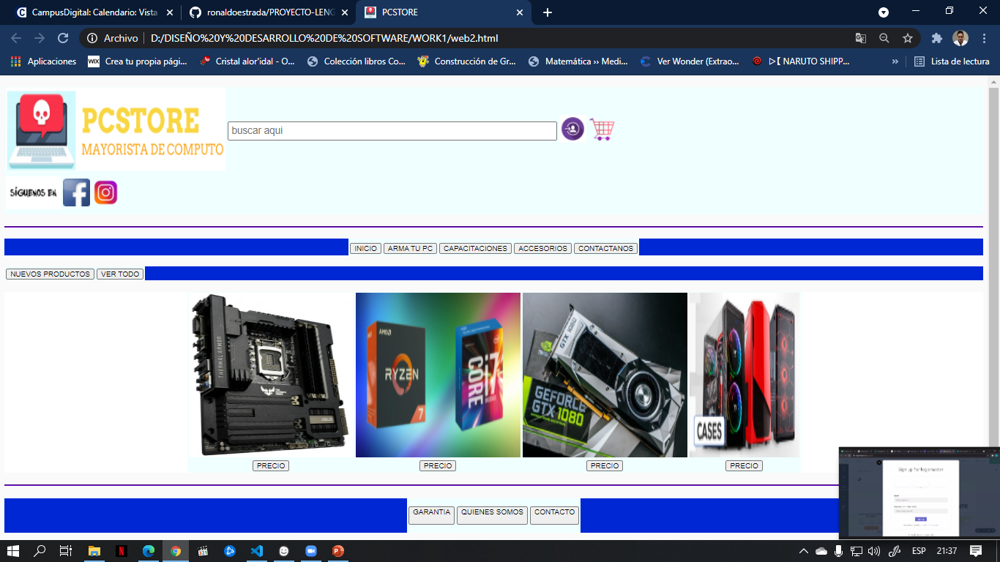 CampusDigital: Calendario: Vista
ronaldoestrada/PROYECTO-LENG
PCSTORE
Archivo
D:/DISEÑO%20Y%20DESARROLLO%20DE%20SOFTWARE/WORK1/web2.html
Aplicaciones
WIX
Crea tu propia pági...
Cristal alor'idal - O...
Colección libros Co...
Construcción de Gr...
Matemática ›› Medi...
Ver Wonder (Extrao...
▷【 NARUTO SHIPP...
»
Lista de lectura
PCSTORE
MAYORISTA DE COMPUTO
buscar aqui
SÍGUENOS EN
INICIO
ARMA TU PC
CAPACITACIONES
ACCESORIOS
CONTACTANOS
NUEVOS PRODUCTOS
VER TODO
THERMAL ARMOR
AMD
RYZEN
7
CORE
i7
GTX 1080
GEFORCE
GTX 1080
CASES
PRECIO
PRECIO
PRECIO
PRECIO
Sign up for logomaster
GARANTIA
QUIENES SOMOS
CONTACTO
ESP
21:37